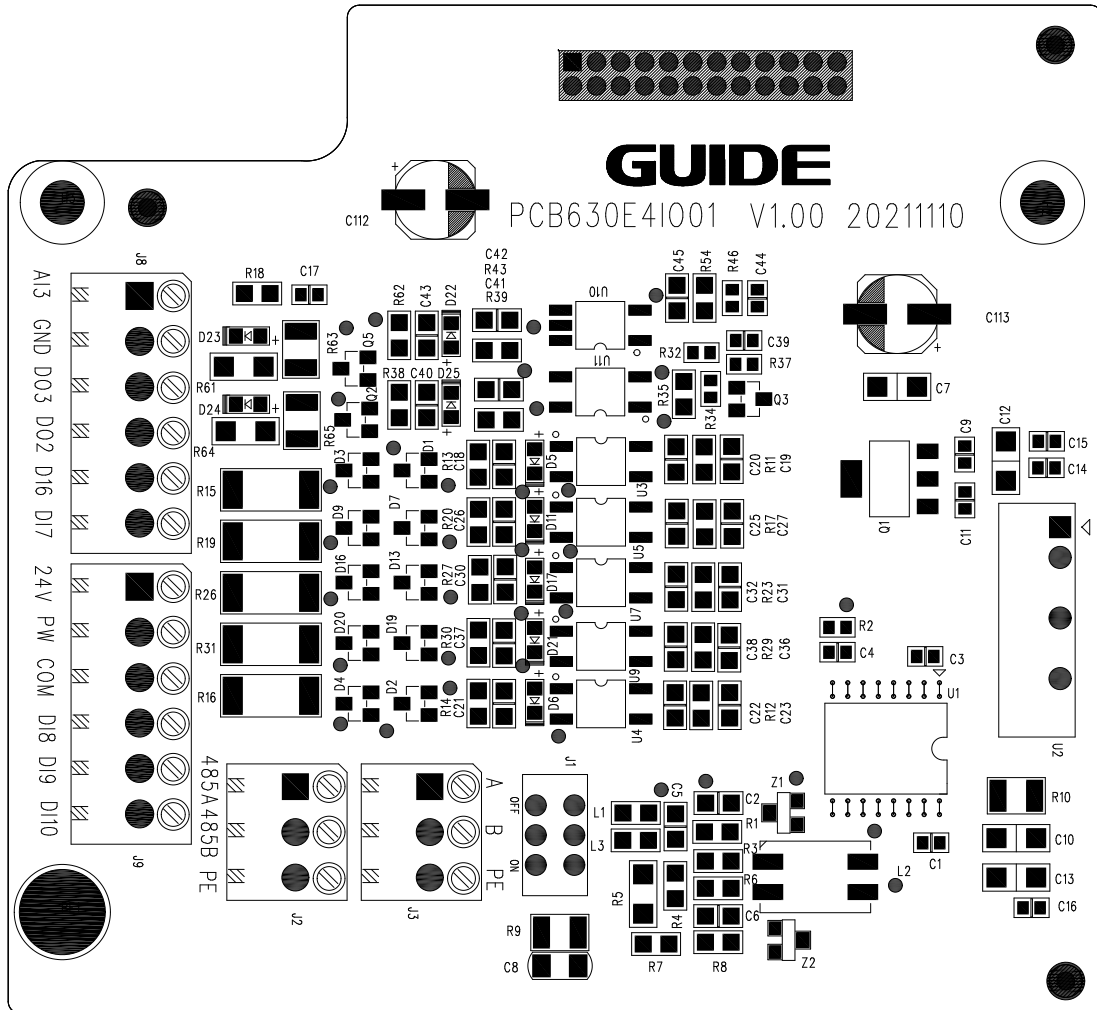 GUIDE
PCB630E4I001 V1.00 20211110
C112
C113
J8
AI3 GND DO3 DO2 D16 DI7
R18
C17
D23
R61
D24
R64
R63
Q5
Q2
R65
R62
C43
D22
C42
R43
C41
R39
R38
C40
D25
U10
U11
C45
R54
R46
C44
R32
C39
R37
R35
R34
Q3
C7
C9
C12
C15
C14
Q1
C11
R15
R19
R26
R31
R16
D3
D1
R13
C18
D5
U3
C20
R11
C19
D9
D7
R20
C26
D11
U5
C25
R17
C27
D16
D13
R27
C30
D17
U7
C32
R23
C31
D20
D19
R30
C37
D21
U9
C38
R29
C36
D4
D2
R14
C21
D6
U4
C22
R12
C23
R2
C4
C3
U1
U2
24V PW COM DI8 DI9 DI10
J9
485A485B PE
J2
A B PE
J3
J1
OFF
ON
L1
L3
C5
C2
R1
R3
R6
C6
R8
R5
R4
R7
R9
C8
Z1
L2
Z2
C1
R10
C10
C13
C16